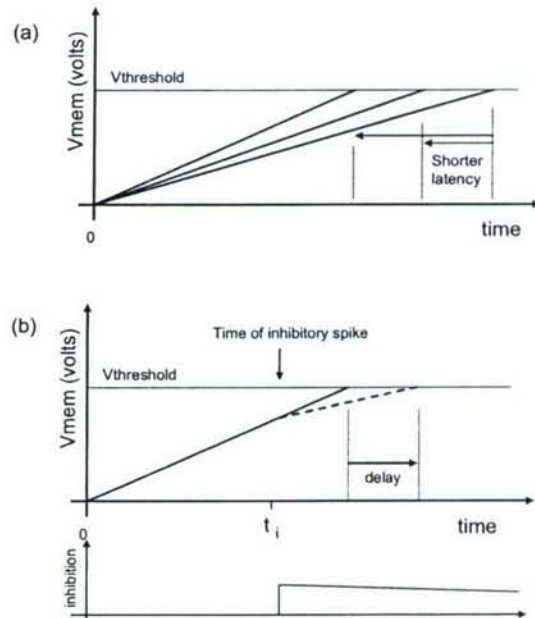 (a)
Vmem (volts)
Vthreshold
Shorter
latency
0
time
(b)
Time of inhibitory spike
Vmem (volts)
Vthreshold
delay
0
t i
time
inhibition